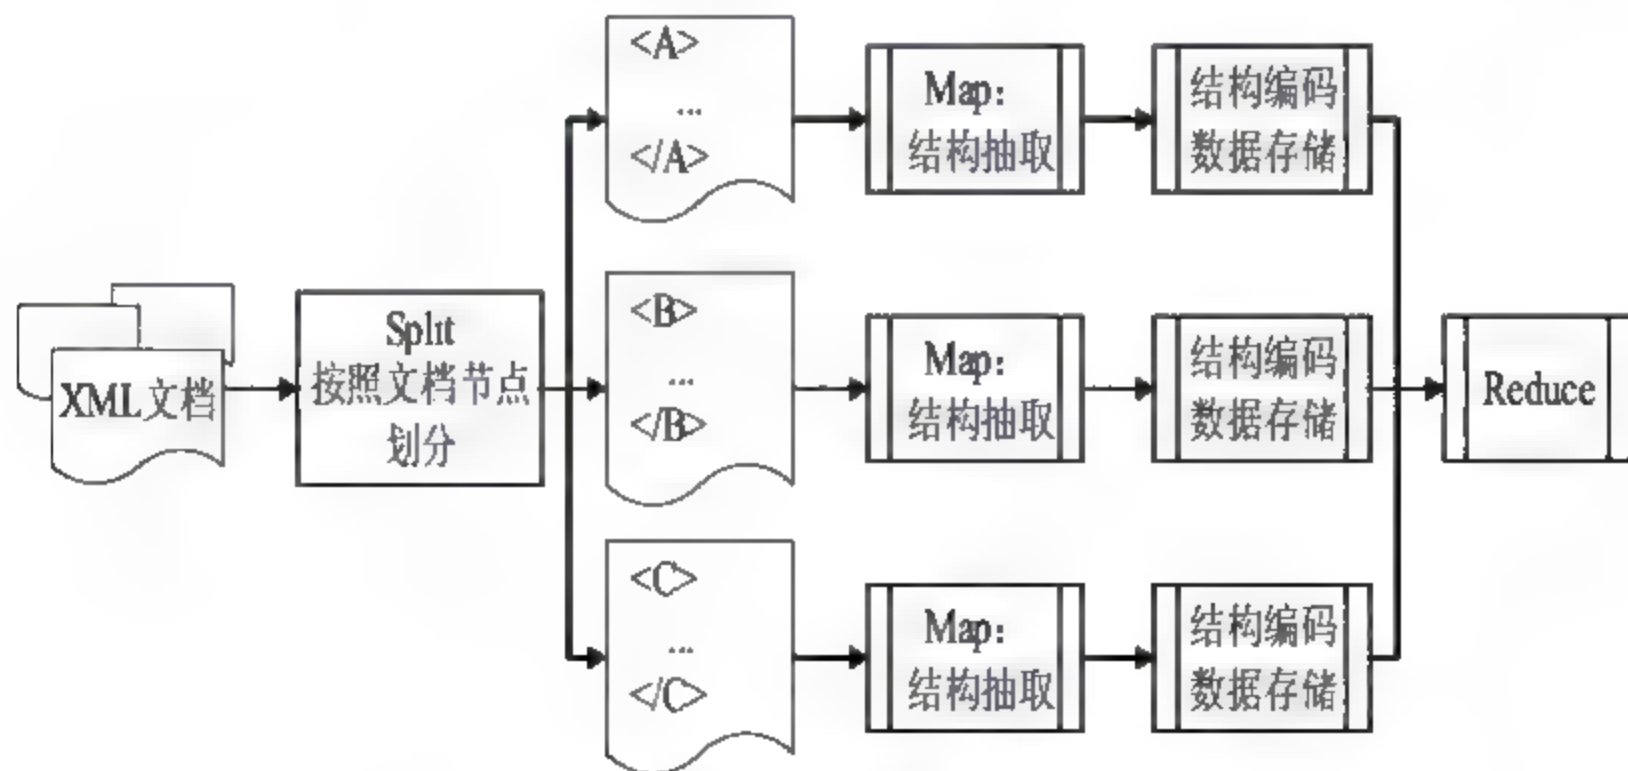 <A>
...
</A>
Map:
结构抽取
结构编码
数据存储
XML文档
Split
按照文档节点
划分
<B>
...
</B>
Map:
结构抽取
结构编码
数据存储
Reduce
<C>
...
</C>
Map:
结构抽取
结构编码
数据存储